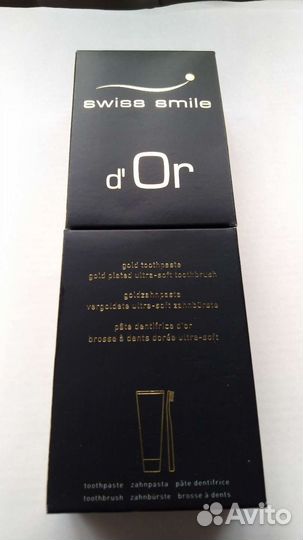 swiss smile
d'Or
gold toothpaste
gold plated ultra-soft toothbrush
goldzahnpaste
vergoldete ultra-soft zahnbürste
pâte dentifrice d'or
brosse à dents dorée ultra-soft
toothpaste zahnpasta pâte dentifrice
toothbrush zahnbürste brosse à dents
Avito